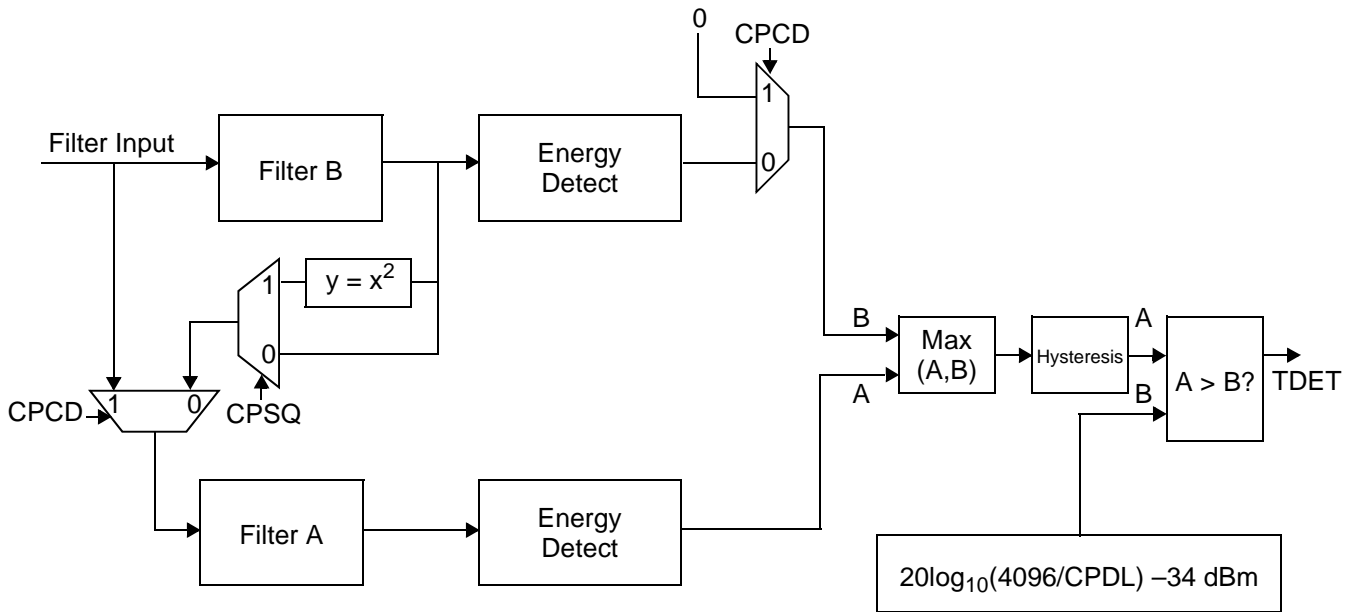 0
CPCD
1
0
Filter Input
Filter B
Energy
Detect
y = x²
1
0
CPSQ
CPCD
1
0
Filter A
Energy
Detect
B
A
Max
(A,B)
Hysteresis
A
B
A > B?
TDET
20log₁₀(4096/CPDL) –34 dBm